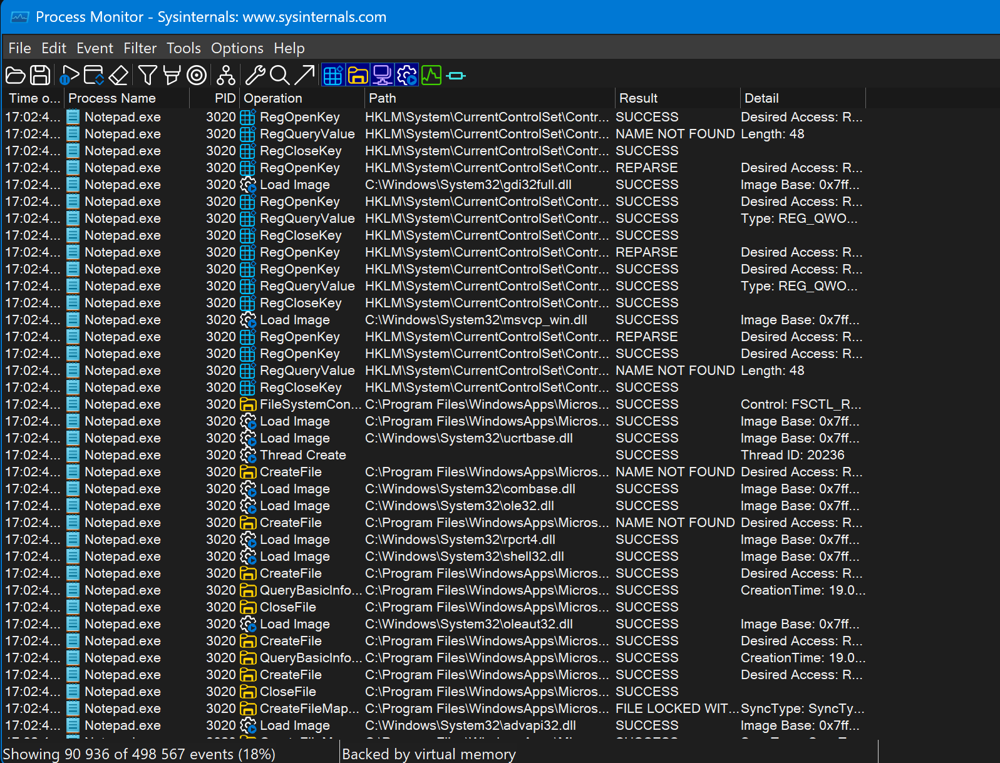 Process Monitor - Sysinternals: www.sysinternals.com
File Edit Event Filter Tools Options Help
Time o... Process Name PID Operation Path Result Detail
17:02:4... Notepad.exe 3020 RegOpenKey HKLM\System\CurrentControlSet\Contr... SUCCESS Desired Access: R...
17:02:4... Notepad.exe 3020 RegQueryValue HKLM\System\CurrentControlSet\Contr... NAME NOT FOUND Length: 48
17:02:4... Notepad.exe 3020 RegCloseKey HKLM\System\CurrentControlSet\Contr... SUCCESS
17:02:4... Notepad.exe 3020 RegOpenKey HKLM\System\CurrentControlSet\Contr... REPARSE Desired Access: R...
17:02:4... Notepad.exe 3020 Load Image C:\Windows\System32\gdi32full.dll SUCCESS Image Base: 0x7ff...
17:02:4... Notepad.exe 3020 RegOpenKey HKLM\System\CurrentControlSet\Contr... SUCCESS Desired Access: R...
17:02:4... Notepad.exe 3020 RegQueryValue HKLM\System\CurrentControlSet\Contr... SUCCESS Type: REG_QWO...
17:02:4... Notepad.exe 3020 RegCloseKey HKLM\System\CurrentControlSet\Contr... SUCCESS
17:02:4... Notepad.exe 3020 RegOpenKey HKLM\System\CurrentControlSet\Contr... REPARSE Desired Access: R...
17:02:4... Notepad.exe 3020 RegOpenKey HKLM\System\CurrentControlSet\Contr... SUCCESS Desired Access: R...
17:02:4... Notepad.exe 3020 RegQueryValue HKLM\System\CurrentControlSet\Contr... SUCCESS Type: REG_QWO...
17:02:4... Notepad.exe 3020 RegCloseKey HKLM\System\CurrentControlSet\Contr... SUCCESS
17:02:4... Notepad.exe 3020 Load Image C:\Windows\System32\msvcp_win.dll SUCCESS Image Base: 0x7ff...
17:02:4... Notepad.exe 3020 RegOpenKey HKLM\System\CurrentControlSet\Contr... REPARSE Desired Access: R...
17:02:4... Notepad.exe 3020 RegOpenKey HKLM\System\CurrentControlSet\Contr... SUCCESS Desired Access: R...
17:02:4... Notepad.exe 3020 RegQueryValue HKLM\System\CurrentControlSet\Contr... NAME NOT FOUND Length: 48
17:02:4... Notepad.exe 3020 RegCloseKey HKLM\System\CurrentControlSet\Contr... SUCCESS
17:02:4... Notepad.exe 3020 FileSystemCon... C:\Program Files\WindowsApps\Micros... SUCCESS Control: FSCTL_R...
17:02:4... Notepad.exe 3020 Load Image C:\Program Files\WindowsApps\Micros... SUCCESS Image Base: 0x7ff...
17:02:4... Notepad.exe 3020 Load Image C:\Windows\System32\ucrtbase.dll SUCCESS Image Base: 0x7ff...
17:02:4... Notepad.exe 3020 Thread Create SUCCESS Thread ID: 20236
17:02:4... Notepad.exe 3020 CreateFile C:\Program Files\WindowsApps\Micros... NAME NOT FOUND Desired Access: R...
17:02:4... Notepad.exe 3020 Load Image C:\Windows\System32\combase.dll SUCCESS Image Base: 0x7ff...
17:02:4... Notepad.exe 3020 Load Image C:\Windows\System32\ole32.dll SUCCESS Image Base: 0x7ff...
17:02:4... Notepad.exe 3020 CreateFile C:\Program Files\WindowsApps\Micros... NAME NOT FOUND Desired Access: R...
17:02:4... Notepad.exe 3020 Load Image C:\Windows\System32\rpcrt4.dll SUCCESS Image Base: 0x7ff...
17:02:4... Notepad.exe 3020 Load Image C:\Windows\System32\shell32.dll SUCCESS Image Base: 0x7ff...
17:02:4... Notepad.exe 3020 CreateFile C:\Program Files\WindowsApps\Micros... SUCCESS Desired Access: R...
17:02:4... Notepad.exe 3020 QueryBasicInfo... C:\Program Files\WindowsApps\Micros... SUCCESS CreationTime: 19.0...
17:02:4... Notepad.exe 3020 CloseFile C:\Program Files\WindowsApps\Micros... SUCCESS
17:02:4... Notepad.exe 3020 Load Image C:\Windows\System32\oleaut32.dll SUCCESS Image Base: 0x7ff...
17:02:4... Notepad.exe 3020 CreateFile C:\Program Files\WindowsApps\Micros... SUCCESS Desired Access: R...
17:02:4... Notepad.exe 3020 QueryBasicInfo... C:\Program Files\WindowsApps\Micros... SUCCESS CreationTime: 19.0...
17:02:4... Notepad.exe 3020 CreateFile C:\Program Files\WindowsApps\Micros... SUCCESS Desired Access: R...
17:02:4... Notepad.exe 3020 CloseFile C:\Program Files\WindowsApps\Micros... SUCCESS
17:02:4... Notepad.exe 3020 CreateFileMap... C:\Program Files\WindowsApps\Micros... FILE LOCKED WIT... SyncType: SyncTy...
17:02:4... Notepad.exe 3020 Load Image C:\Windows\System32\advapi32.dll SUCCESS Image Base: 0x7ff...
Showing 90 936 of 498 567 events (18%) Backed by virtual memory